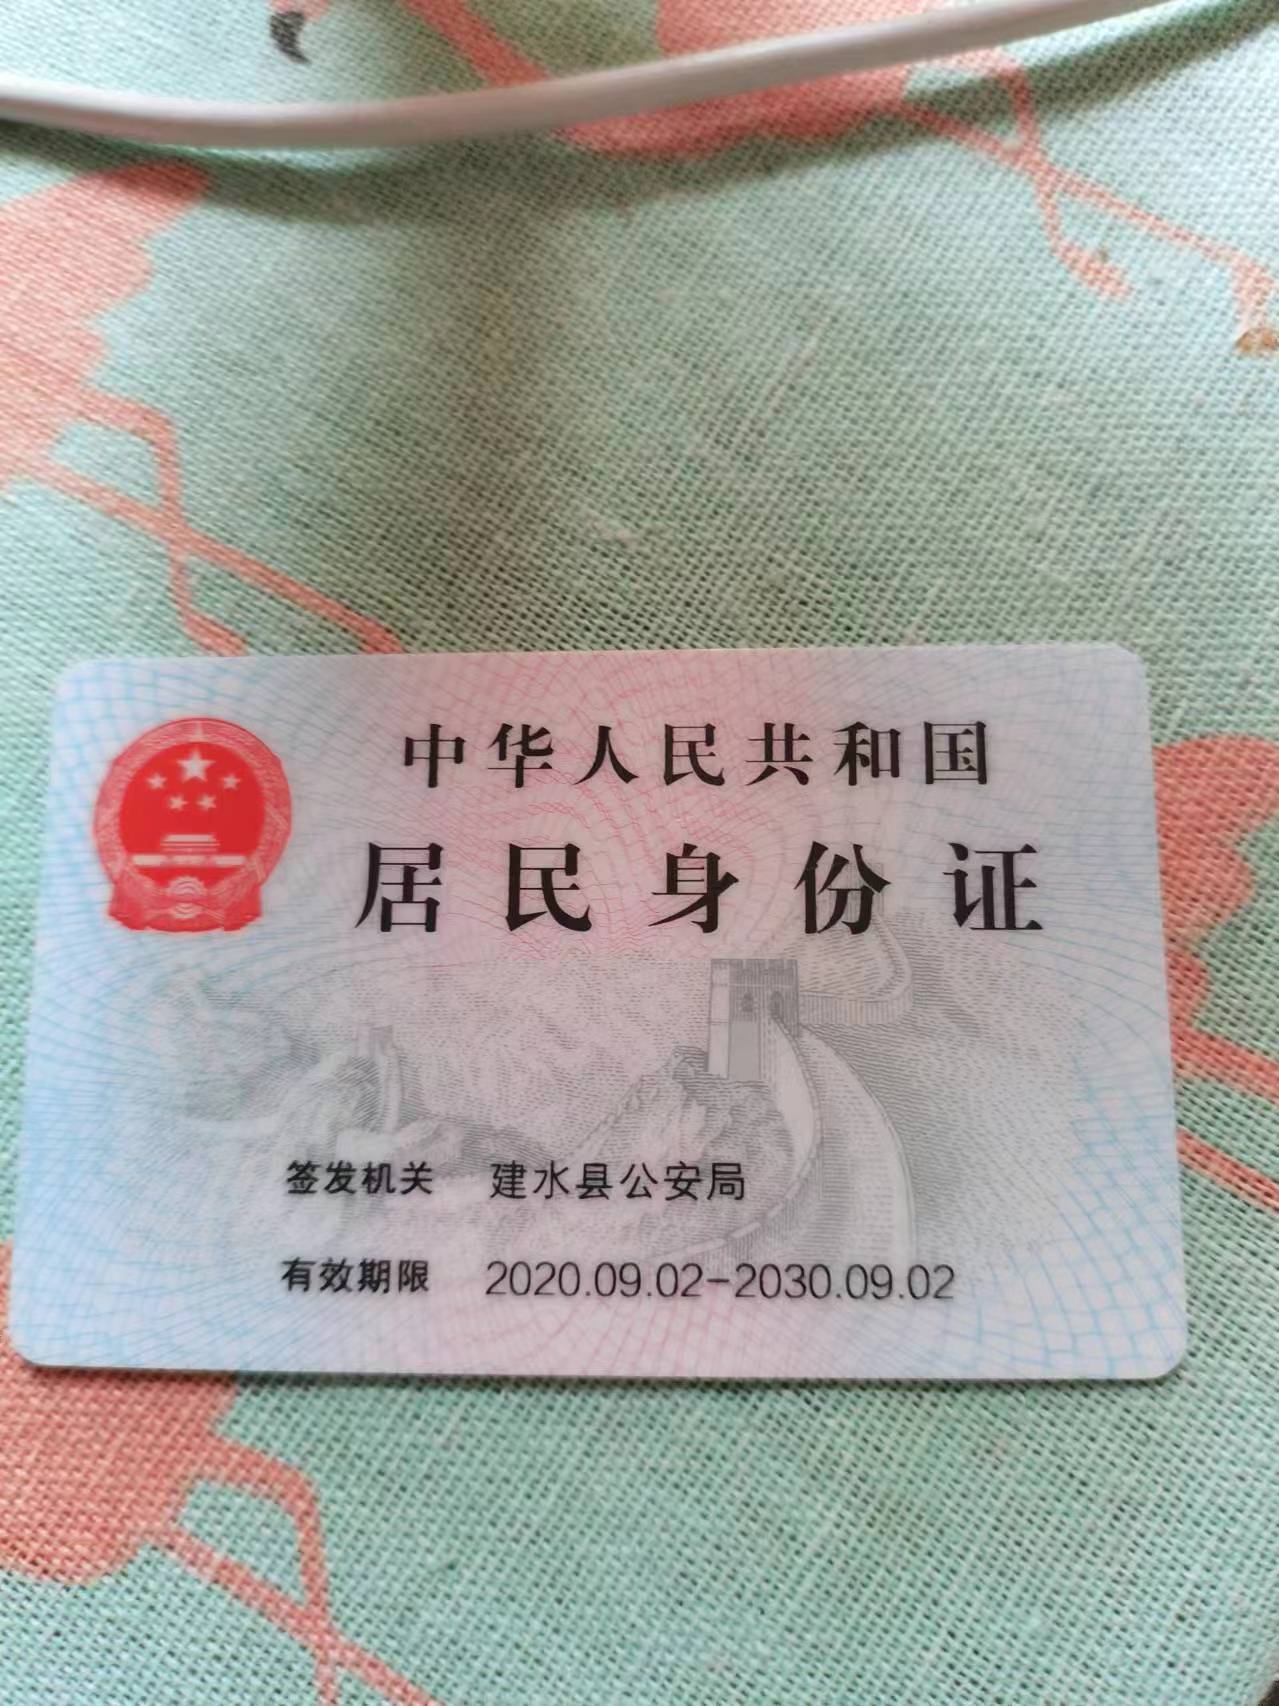 中华人民共和国
居民身份证
签发机关 建水县公安局
有效期限 2020.09.02-2030.09.02